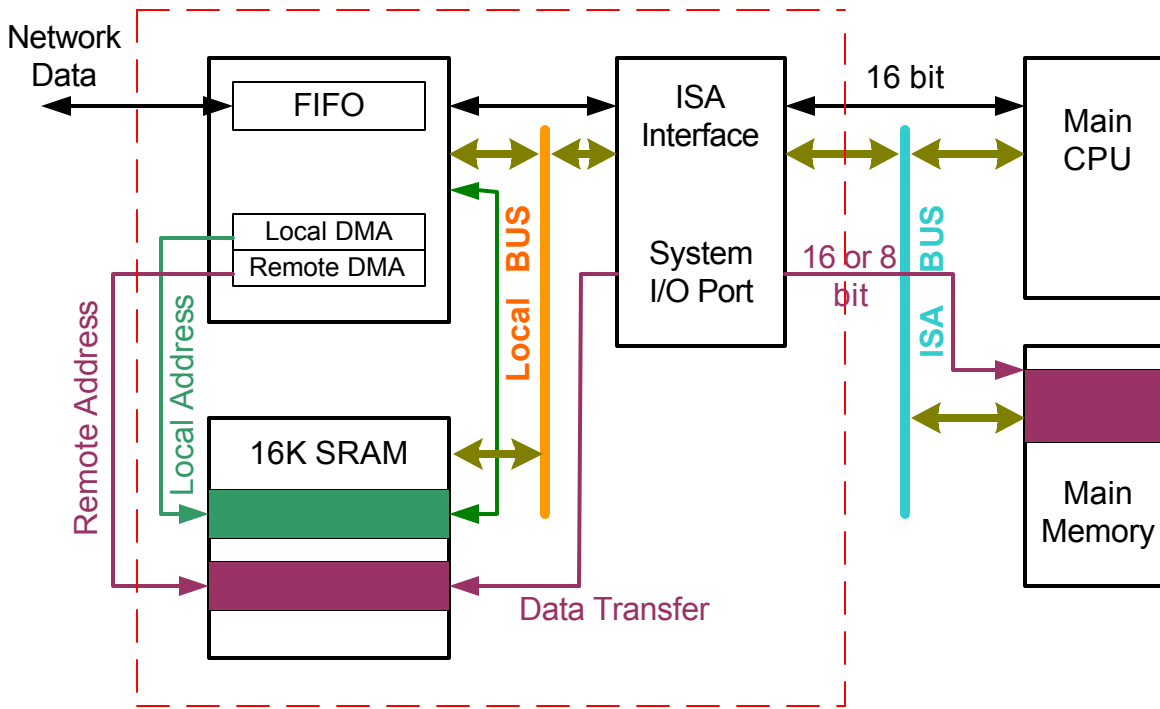 Network
Data
FIFO
Local DMA
Remote DMA
Remote Address
Local Address
16K SRAM
Local BUS
Data Transfer
ISA
Interface
System
I/O Port
16 bit
16 or 8
bit
ISA BUS
Main
CPU
Main
Memory